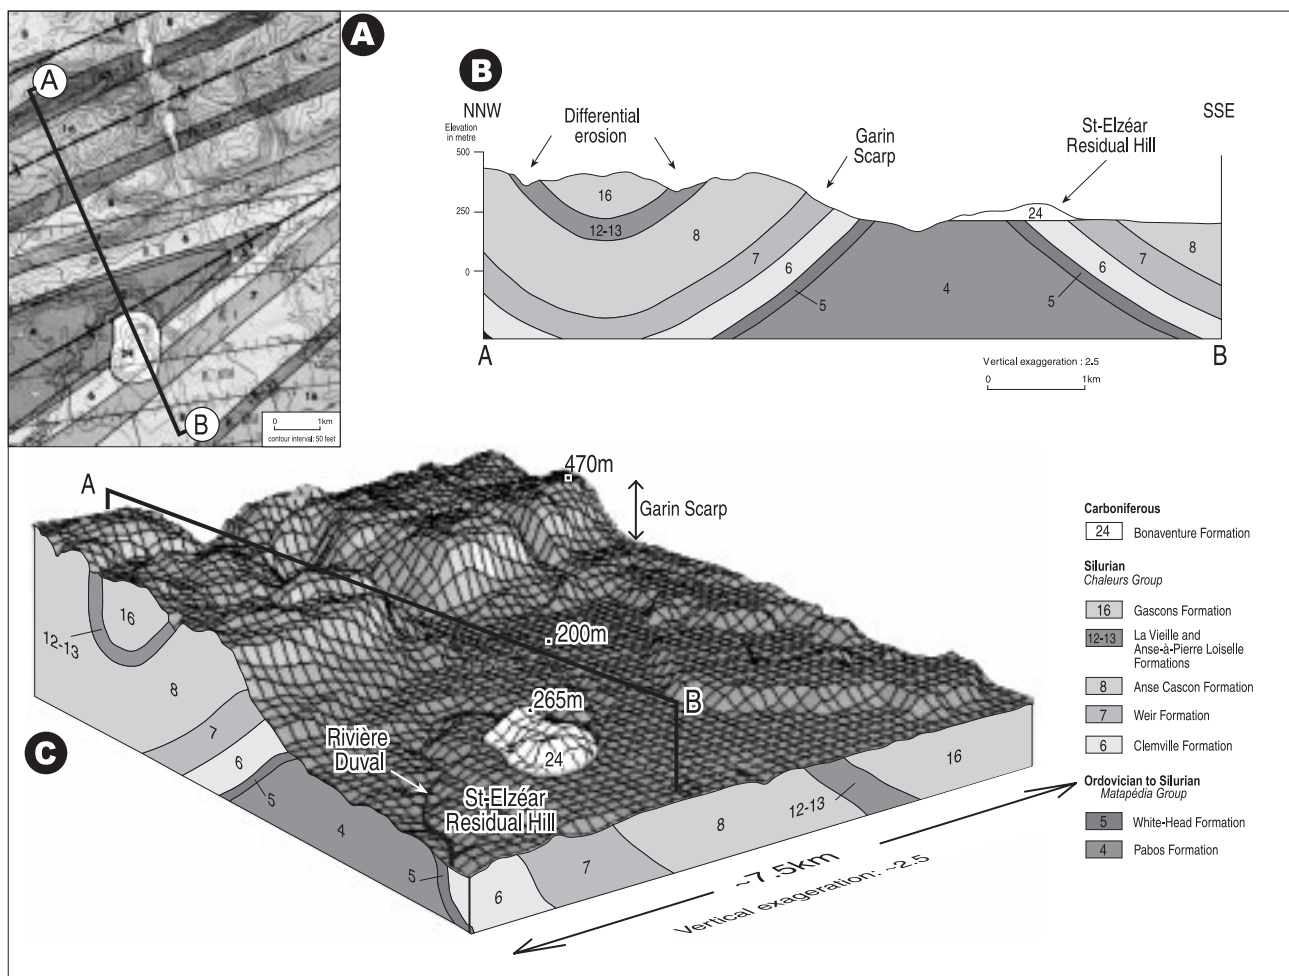 A
A
B
0 1km
contour interval: 50 feet
24
B
NNW
SSE
Elevation
in metre
500
250
0
Differential
erosion
Garin
Scarp
St-Elzéar
Residual Hill
16
12-13
8
7
6
5
4
24
5
6
7
8
A
B
Vertical exaggeration : 2.5
0 1km
C
A
470m
Garin Scarp
200m
265m
B
24
Rivière
Duval
St-Elzéar
Residual Hill
16
12-13
8
7
6
5
4
5
6
7
8
12-13
16
~7.5km
Vertical exageration: ~2.5
Carboniferous
24 Bonaventure Formation
Silurian
Chaleurs Group
16 Gascons Formation
12-13 La Vieille and
Anse-à-Pierre Loiselle
Formations
8 Anse Cascon Formation
7 Weir Formation
6 Clemville Formation
Ordovician to Silurian
Matapédia Group
5 White-Head Formation
4 Pabos Formation